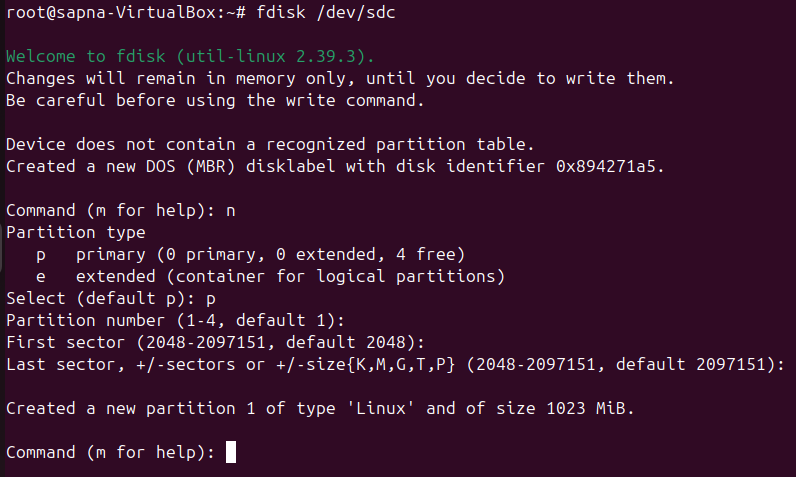 root@sapna-VirtualBox:~# fdisk /dev/sdc
Welcome to fdisk (util-linux 2.39.3).
Changes will remain in memory only, until you decide to write them.
Be careful before using the write command.
Device does not contain a recognized partition table.
Created a new DOS (MBR) disklabel with disk identifier 0x894271a5.
Command (m for help): n
Partition type
   p   primary (0 primary, 0 extended, 4 free)
   e   extended (container for logical partitions)
Select (default p): p
Partition number (1-4, default 1):
First sector (2048-2097151, default 2048):
Last sector, +/-sectors or +/-size{K,M,G,T,P} (2048-2097151, default 2097151):
Created a new partition 1 of type 'Linux' and of size 1023 MiB.
Command (m for help):